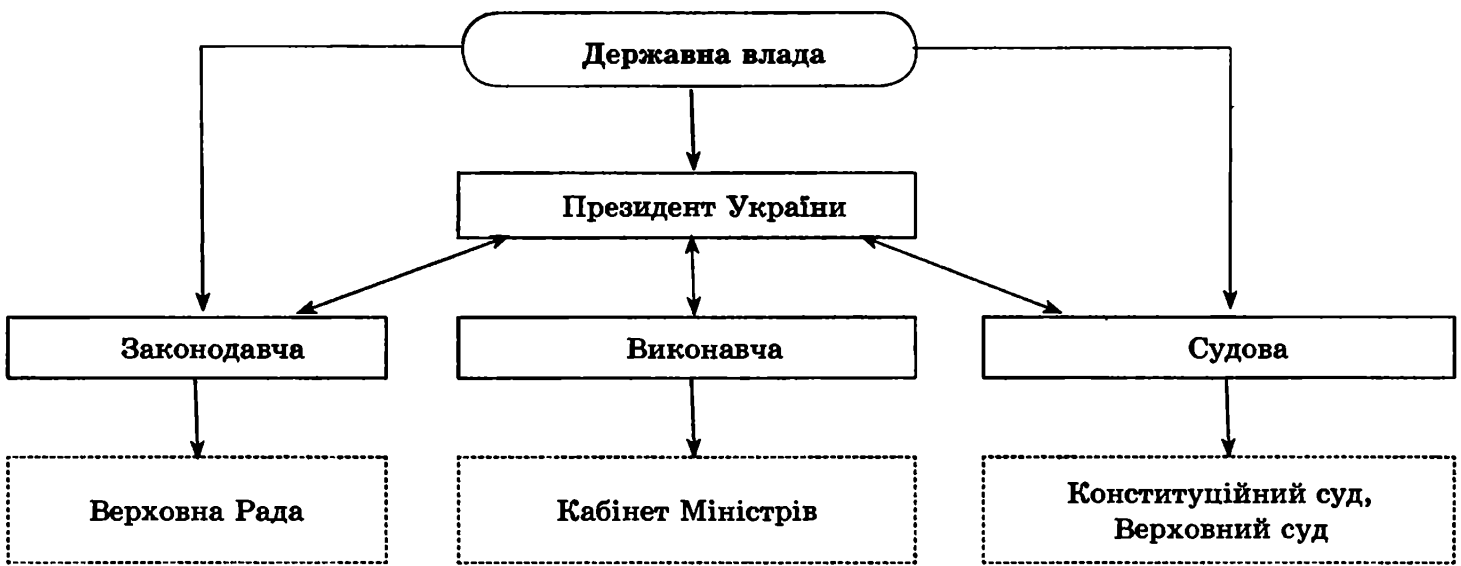 Державна влада
Президент України
Законодавча
Виконавча
Судова
Верховна Рада
Кабінет Міністрів
Конституційний суд,
Верховний суд